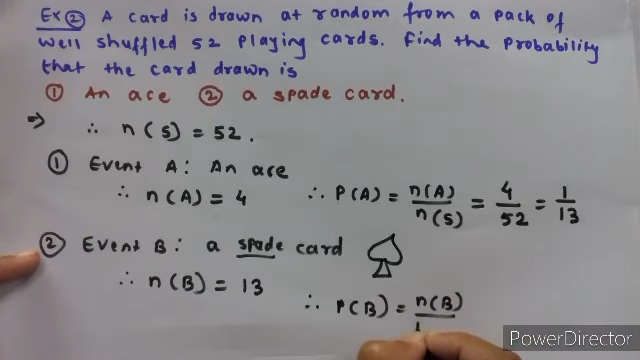 Ex ② A card is drawn at random from a pack of
well shuffled 52 playing cards. Find the probability
that the card drawn is
① An ace ② a spade card.
⇒ ∴ n(S) = 52.
① Event A: An ace
∴ n(A) = 4 ∴ P(A) = n(A)/n(S) = 4/52 = 1/13
② Event B: a spade card
∴ n(B) = 13
∴ P(B) = n(B)/
PowerDirector